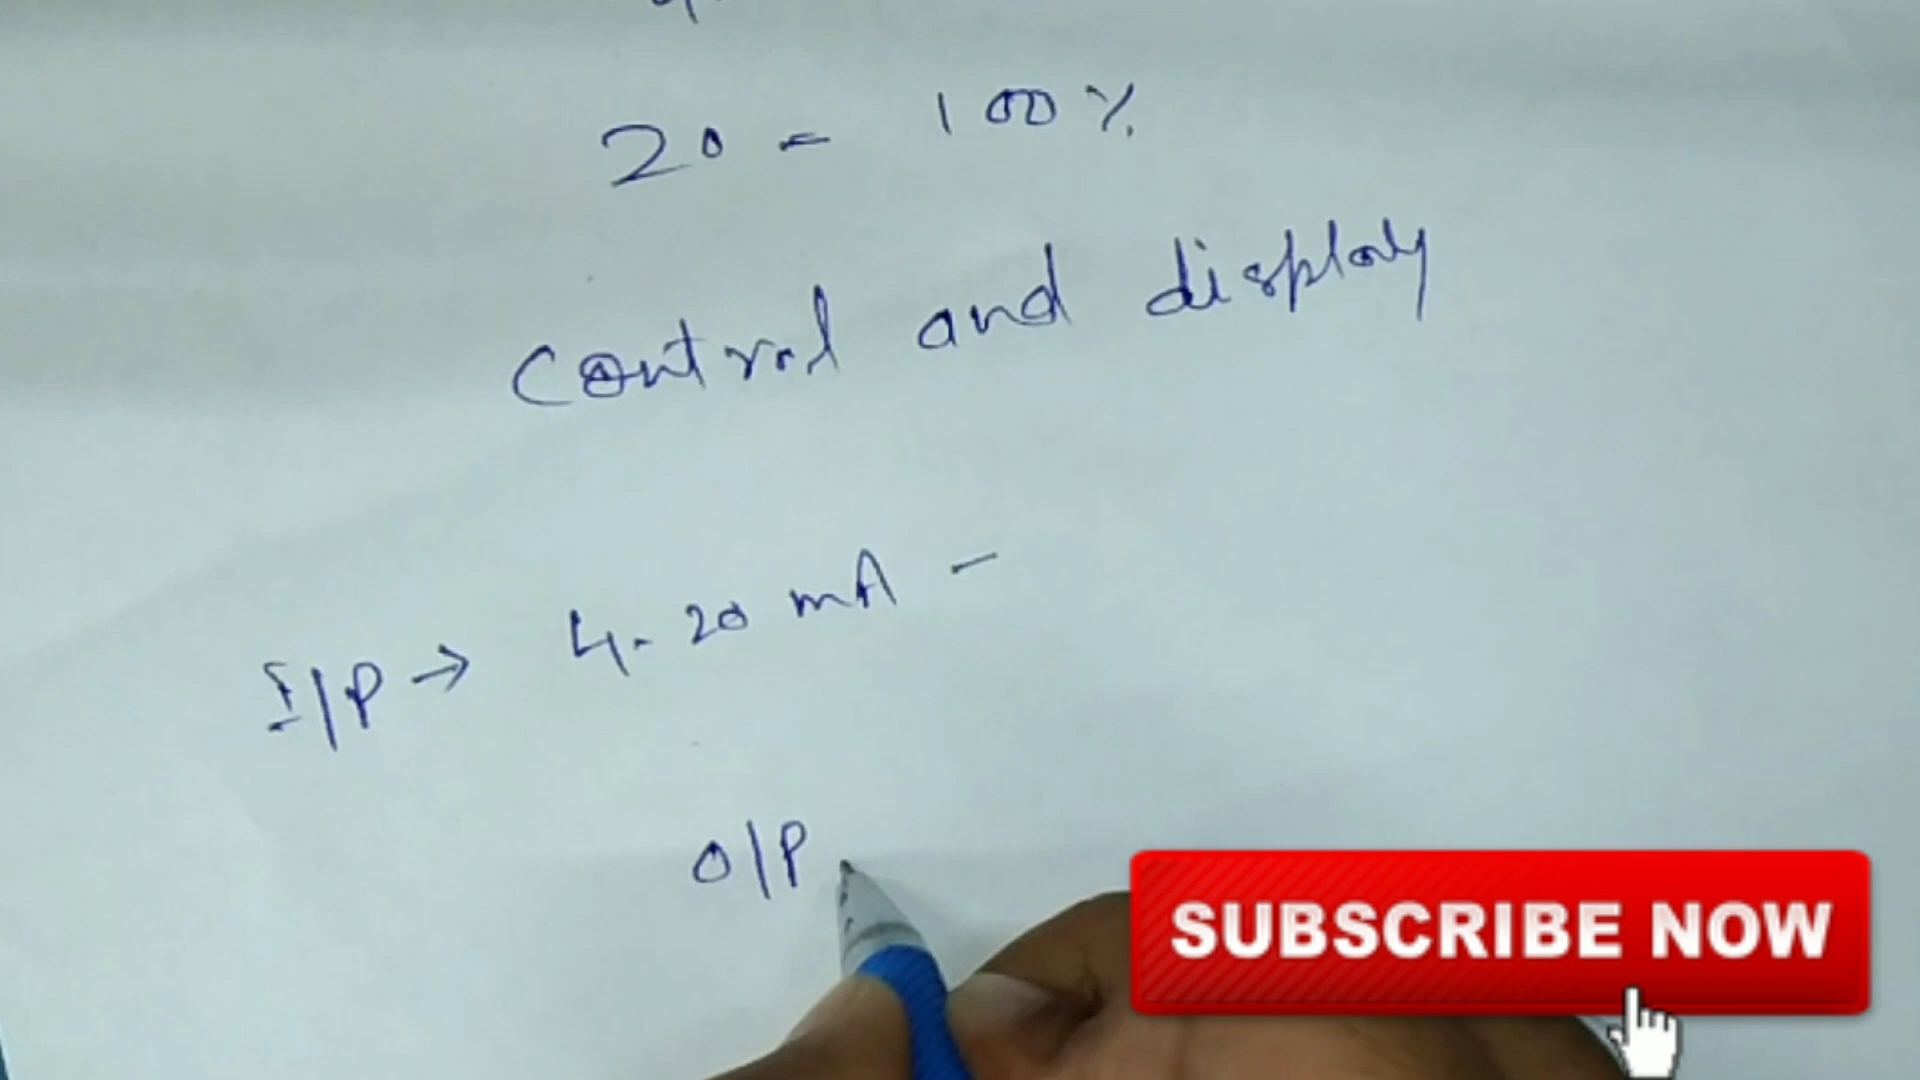 20 - 100%
Control and display
I/P → 4-20 mA -
O/P
SUBSCRIBE NOW